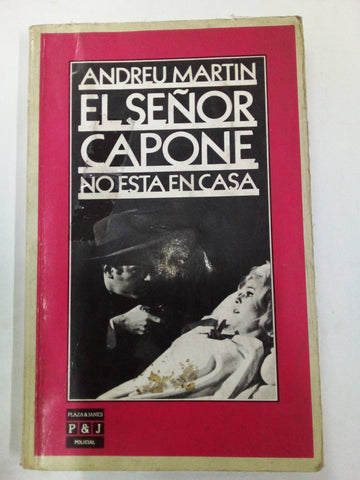 ANDREU MARTIN
EL SEÑOR
CAPONE
NO ESTA EN CASA
PLAZA & JANES
P & J
POLICIAL